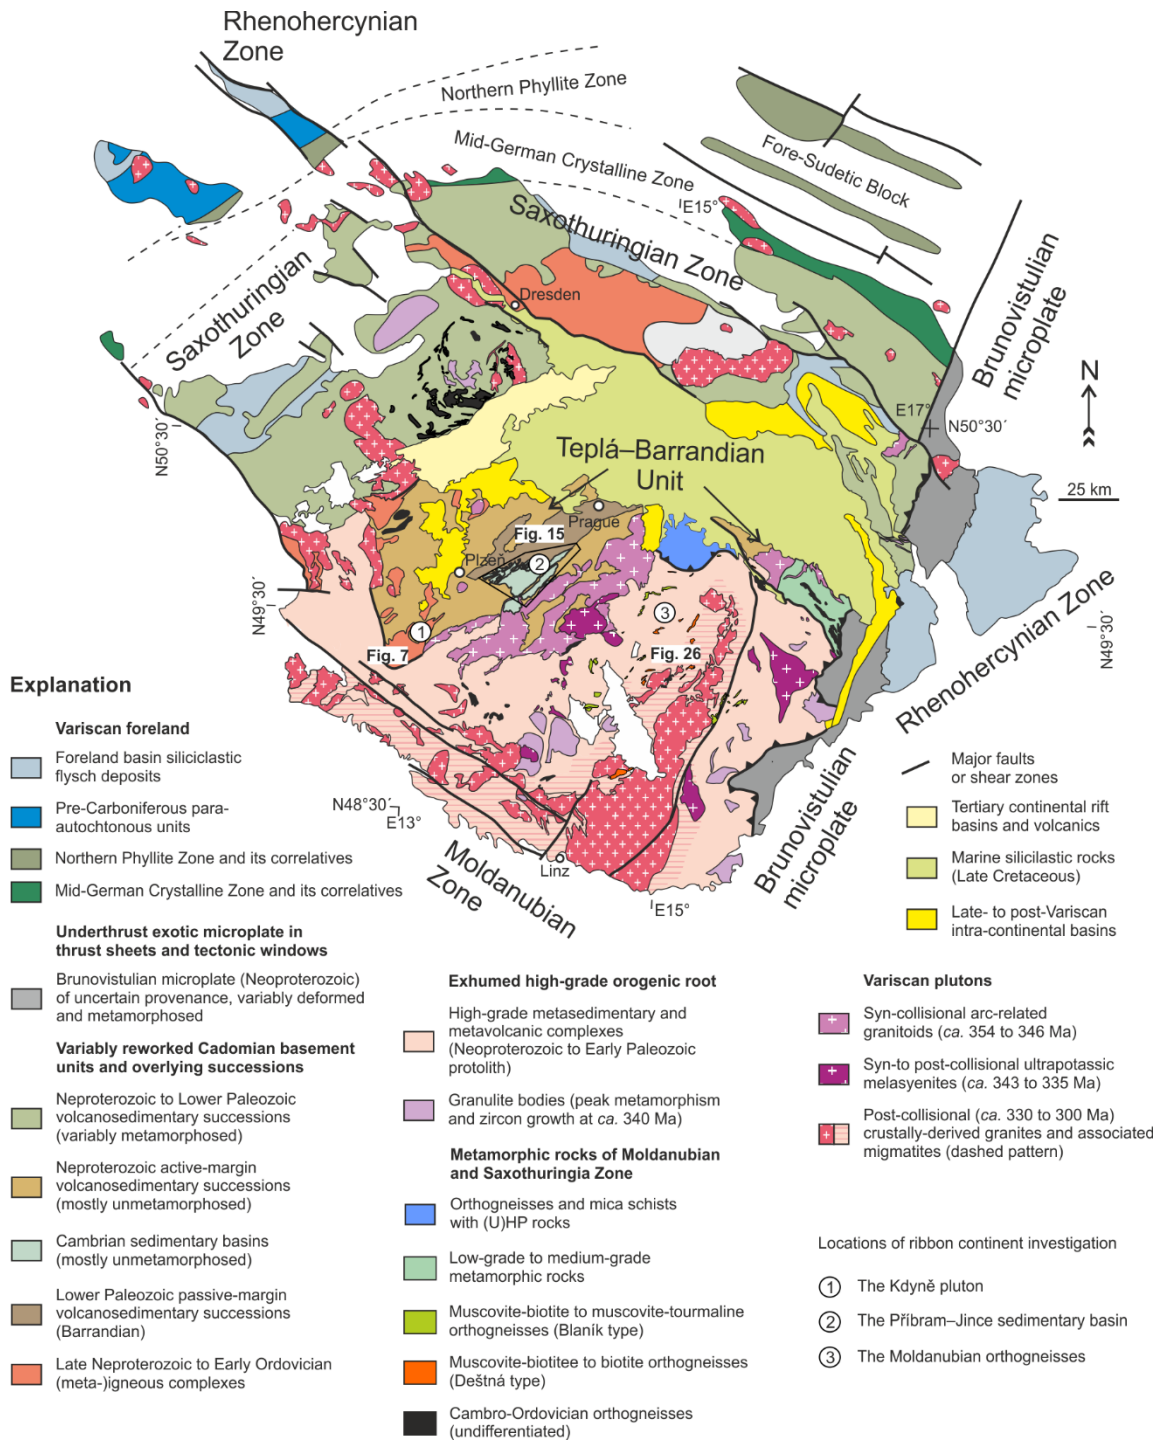 Rhenohercynian
Zone
Northern Phyllite Zone
Mid-German Crystalline Zone
Fore-Sudetic Block
E15°
Saxothuringian Zone
Saxothuringian
Zone
Dresden
Brunovistulian
microplate
N
E17°
N50°30´
N50°30´
Teplá–Barrandian
Unit
25 km
Prague
Fig. 15
Plzeň
2
N49°30´
3
1
Fig. 7
Fig. 26
N49°30´
Rhenohercynian Zone
N48°30´
E13°
Moldanubian
Zone
Linz
E15°
Brunovistulian
microplate
Explanation
Variscan foreland
Foreland basin siliciclastic
flysch deposits
Pre-Carboniferous para-
autochtonous units
Northern Phyllite Zone and its correlatives
Mid-German Crystalline Zone and its correlatives
Underthrust exotic microplate in
thrust sheets and tectonic windows
Brunovistulian microplate (Neoproterozoic)
of uncertain provenance, variably deformed
and metamorphosed
Variably reworked Cadomian basement
units and overlying successions
Neproterozoic to Lower Paleozoic
volcanosedimentary successions
(variably metamorphosed)
Neproterozoic active-margin
volcanosedimentary successions
(mostly unmetamorphosed)
Cambrian sedimentary basins
(mostly unmetamorphosed)
Lower Paleozoic passive-margin
volcanosedimentary successions
(Barrandian)
Late Neproterozoic to Early Ordovician
(meta-)igneous complexes
Exhumed high-grade orogenic root
High-grade metasedimentary and
metavolcanic complexes
(Neoproterozoic to Early Paleozoic
protolith)
Granulite bodies (peak metamorphism
and zircon growth at ca. 340 Ma)
Metamorphic rocks of Moldanubian
and Saxothuringia Zone
Orthogneisses and mica schists
with (U)HP rocks
Low-grade to medium-grade
metamorphic rocks
Muscovite-biotite to muscovite-tourmaline
orthogneisses (Blaník type)
Muscovite-biotitee to biotite orthogneisses
(Deštná type)
Cambro-Ordovician orthogneisses
(undifferentiated)
Major faults
or shear zones
Tertiary continental rift
basins and volcanics
Marine silicilastic rocks
(Late Cretaceous)
Late- to post-Variscan
intra-continental basins
Variscan plutons
Syn-collisional arc-related
granitoids (ca. 354 to 346 Ma)
Syn-to post-collisional ultrapotassic
melasyenites (ca. 343 to 335 Ma)
Post-collisional (ca. 330 to 300 Ma)
crustally-derived granites and associated
migmatites (dashed pattern)
Locations of ribbon continent investigation
1 The Kdyně pluton
2 The Příbram–Jince sedimentary basin
3 The Moldanubian orthogneisses